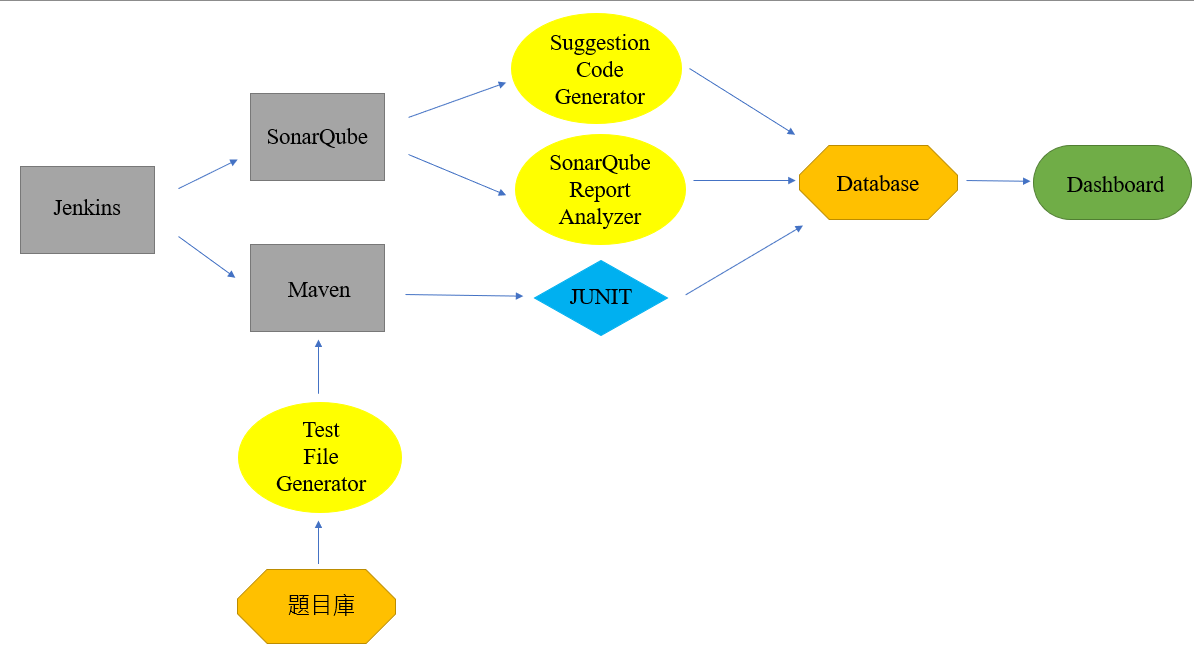 Suggestion
Code
Generator
SonarQube
SonarQube
Report
Analyzer
Database
Dashboard
Jenkins
Maven
JUNIT
Test
File
Generator
題目庫